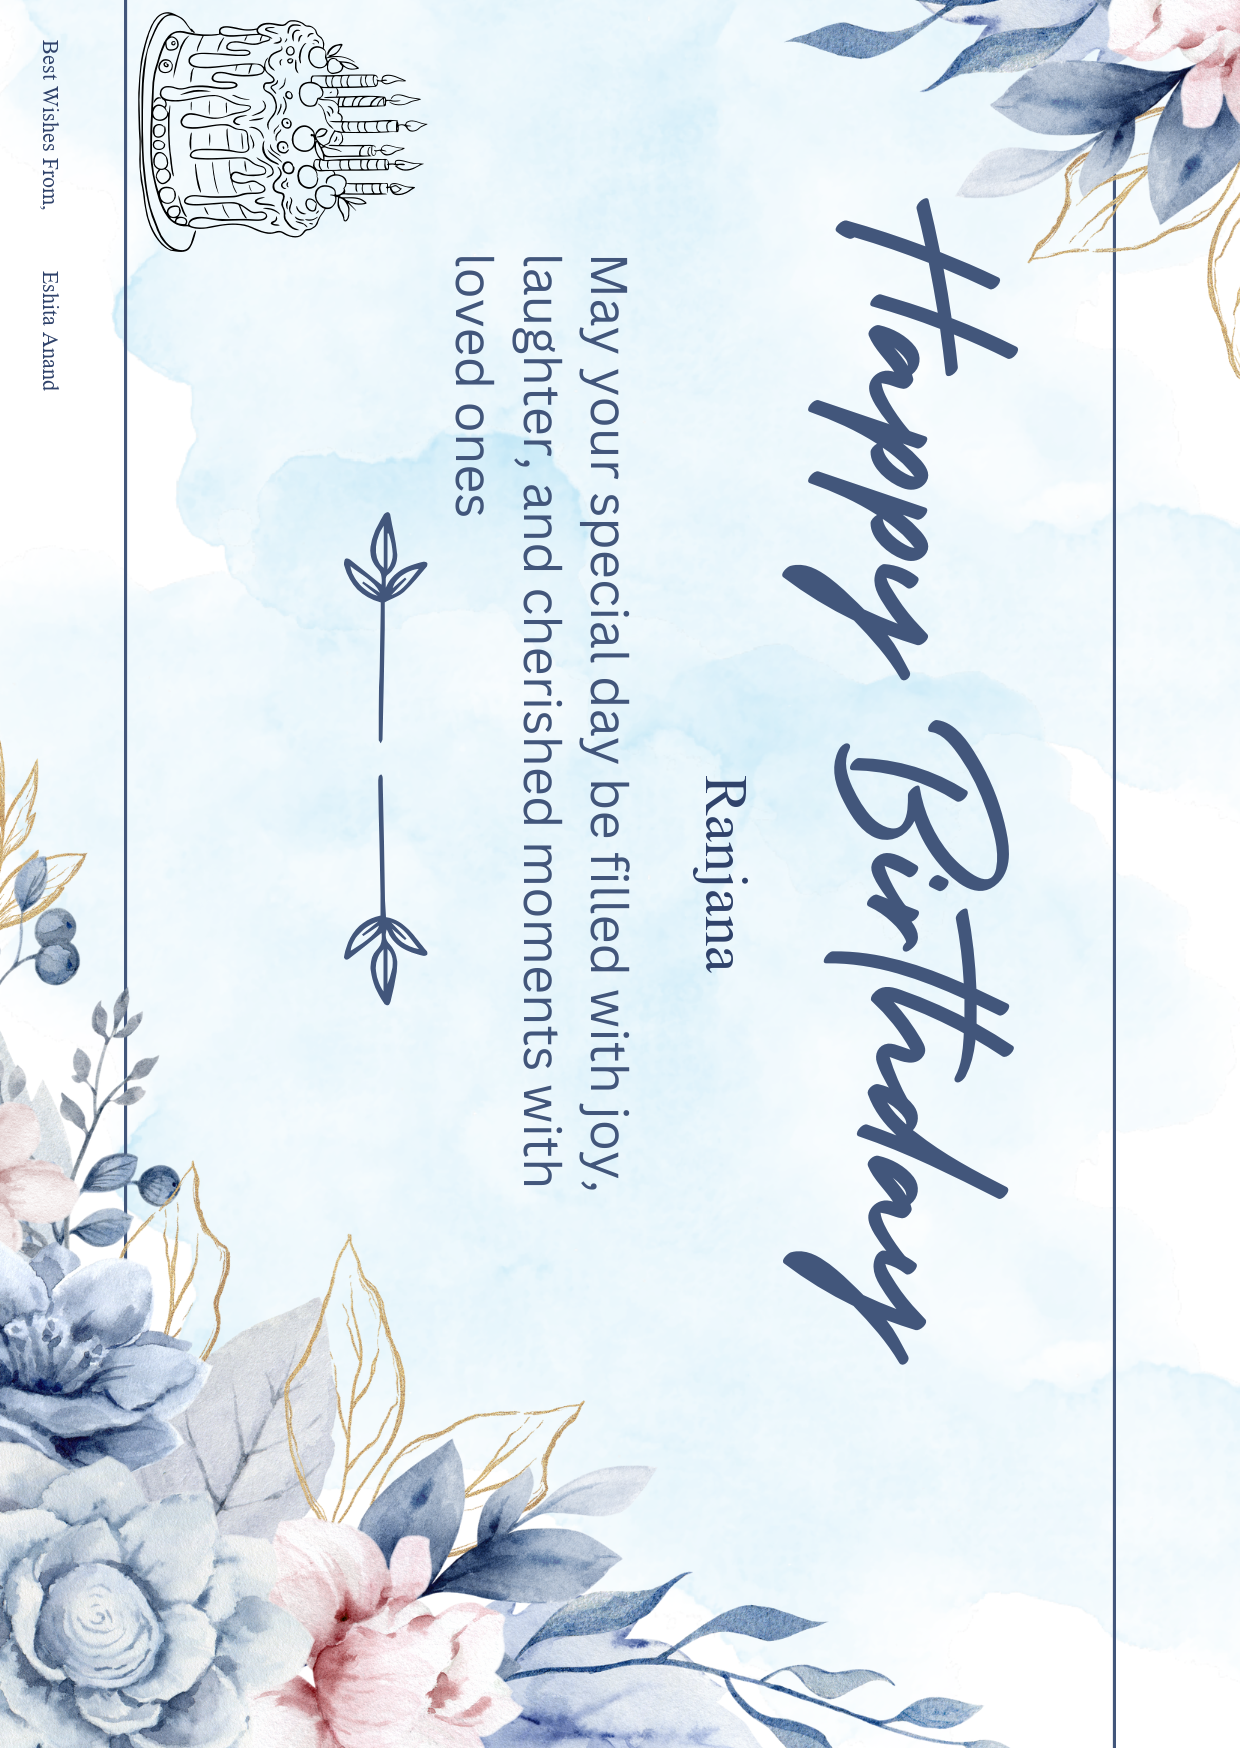 Happy Birthday
Ranjana
May your special day be filled with joy,
laughter, and cherished moments with
loved ones
Best Wishes From,
Eshita Anand